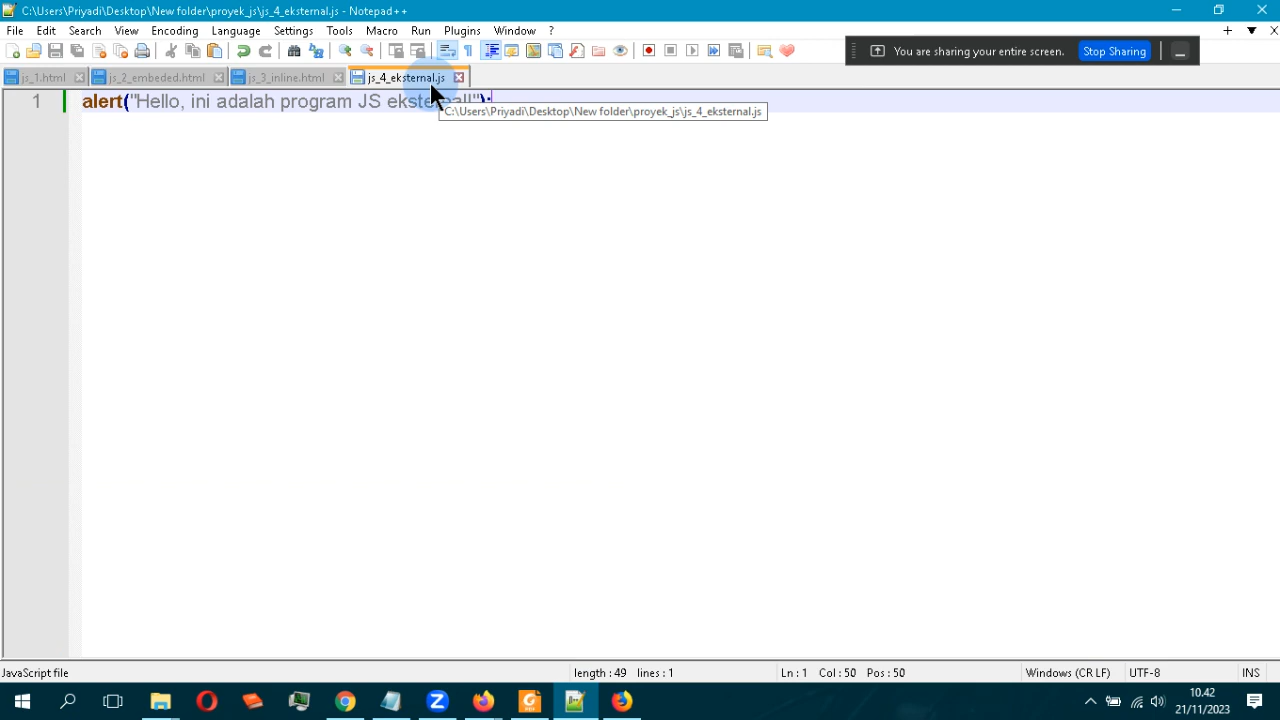 C:\Users\Priyadi\Desktop\New folder\proyek_js\js_4_eksternal.js - Notepad++
File Edit Search View Encoding Language Settings Tools Macro Run Plugins Window ?
You are sharing your entire screen. Stop Sharing
js_1.html js_2_embeded.html js_3_inline.html js_4_eksternal.js
1 alert("Hello, ini adalah program JS
C:\Users\Priyadi\Desktop\New folder\proyek_js\js_4_eksternal.js
JavaScript file length : 49 lines : 1 Ln : 1 Col : 50 Pos : 50 Windows (CR LF) UTF-8 INS
10.42
21/11/2023